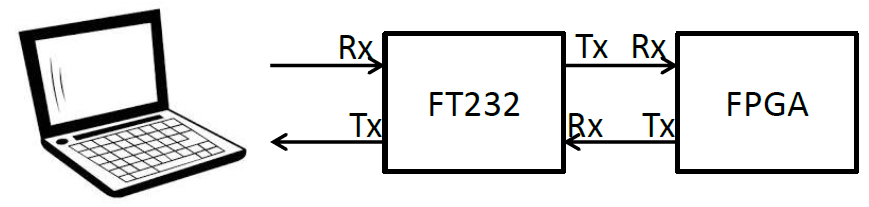 Rx
Tx
FT232
Tx Rx
Rx Tx
FPGA